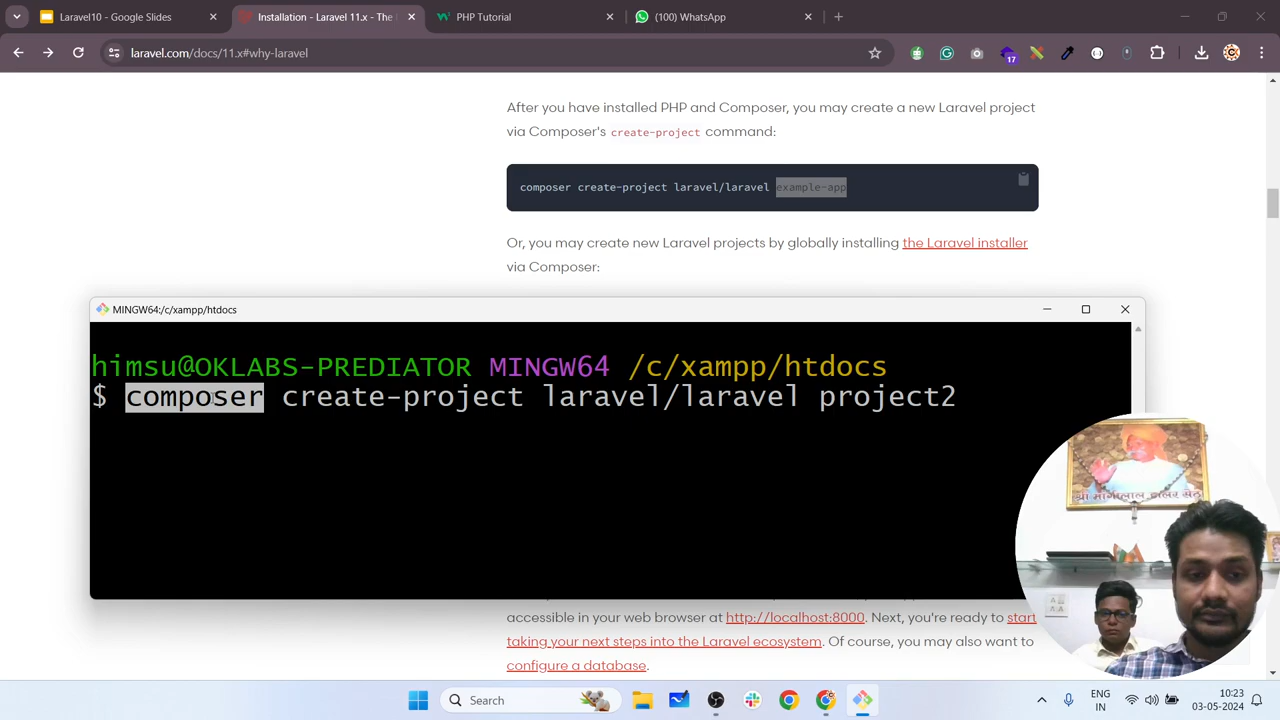 Laravel10 - Google Slides
Installation - Laravel 11.x - The
PHP Tutorial
(100) WhatsApp
laravel.com/docs/11.x#why-laravel
17
After you have installed PHP and Composer, you may create a new Laravel project
via Composer's create-project command:
composer create-project laravel/laravel example-app
Or, you may create new Laravel projects by globally installing the Laravel installer
via Composer:
MINGW64:/c/xampp/htdocs
himsu@OKLABS-PREDIATOR MINGW64 /c/xampp/htdocs
$ composer create-project laravel/laravel project2
accessible in your web browser at http://localhost:8000. Next, you're ready to start
taking your next steps into the Laravel ecosystem. Of course, you may also want to
configure a database.
Search
ENG
IN
10:23
03-05-2024